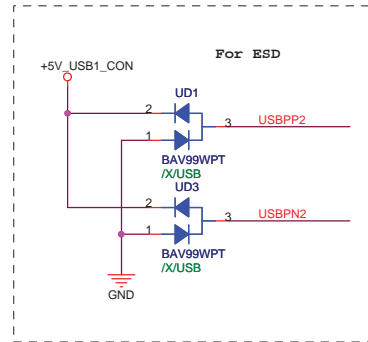 For ESD
+5V_USB1_CON
UD1
2
3
USBPP2
1
BAV99WPT
/X/USB
UD3
2
3
USBPN2
1
BAV99WPT
/X/USB
GND